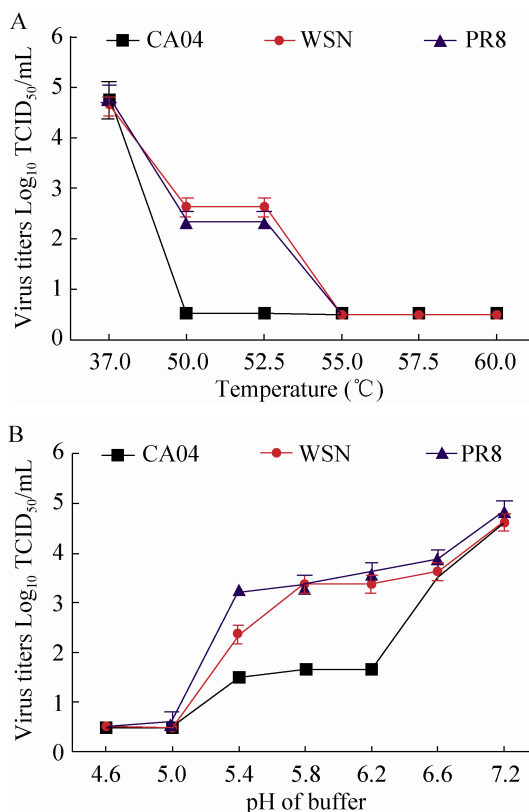 A
CA04 WSN PR8
Virus titers Log₁₀ TCID₅₀/mL
6
5
4
3
2
1
0
37.0 50.0 52.5 55.0 57.5 60.0
Temperature (℃)
B
CA04 WSN PR8
Virus titers Log₁₀ TCID₅₀/mL
6
5
4
3
2
1
0
4.6 5.0 5.4 5.8 6.2 6.6 7.2
pH of buffer